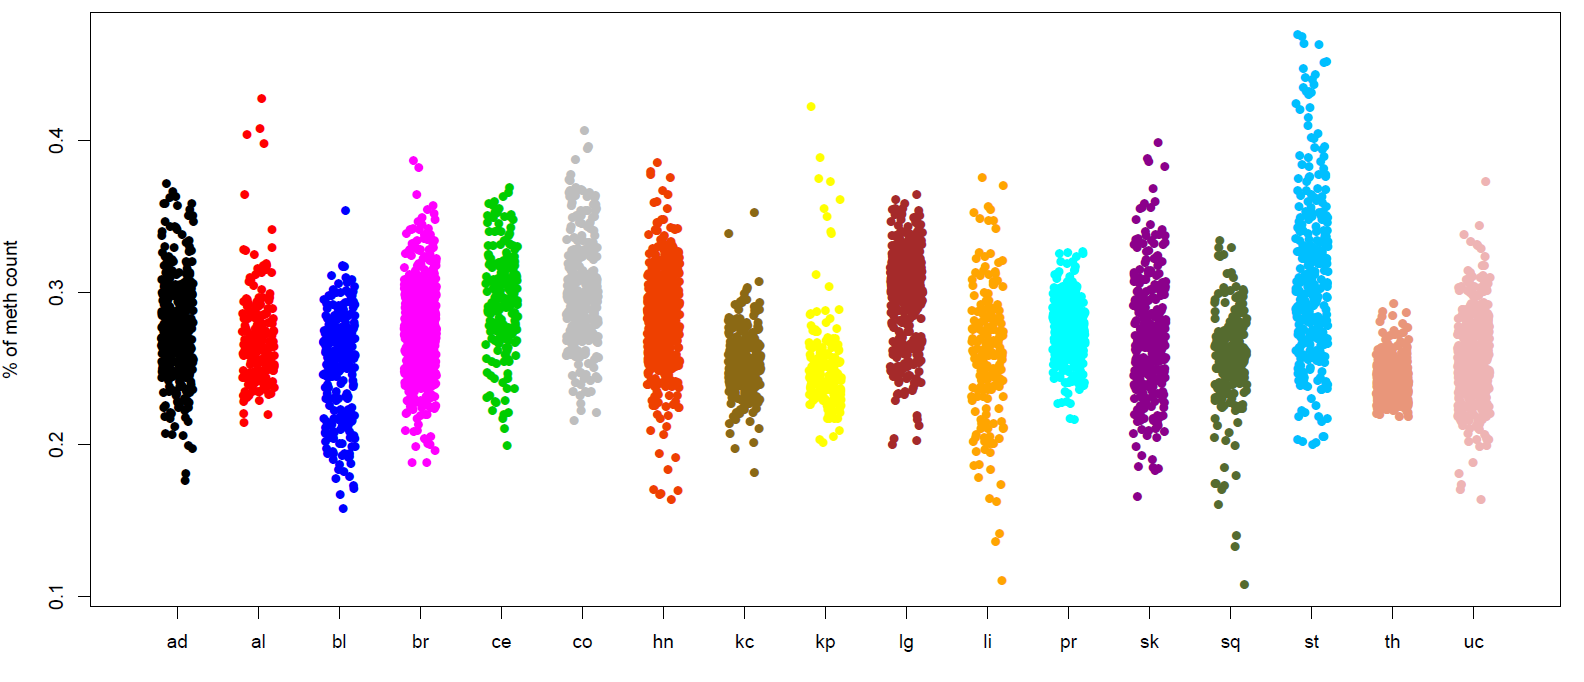 % of meth count
0.4
0.3
0.2
0.1
ad al bl br ce co hn kc kp lg li pr sk sq st th uc